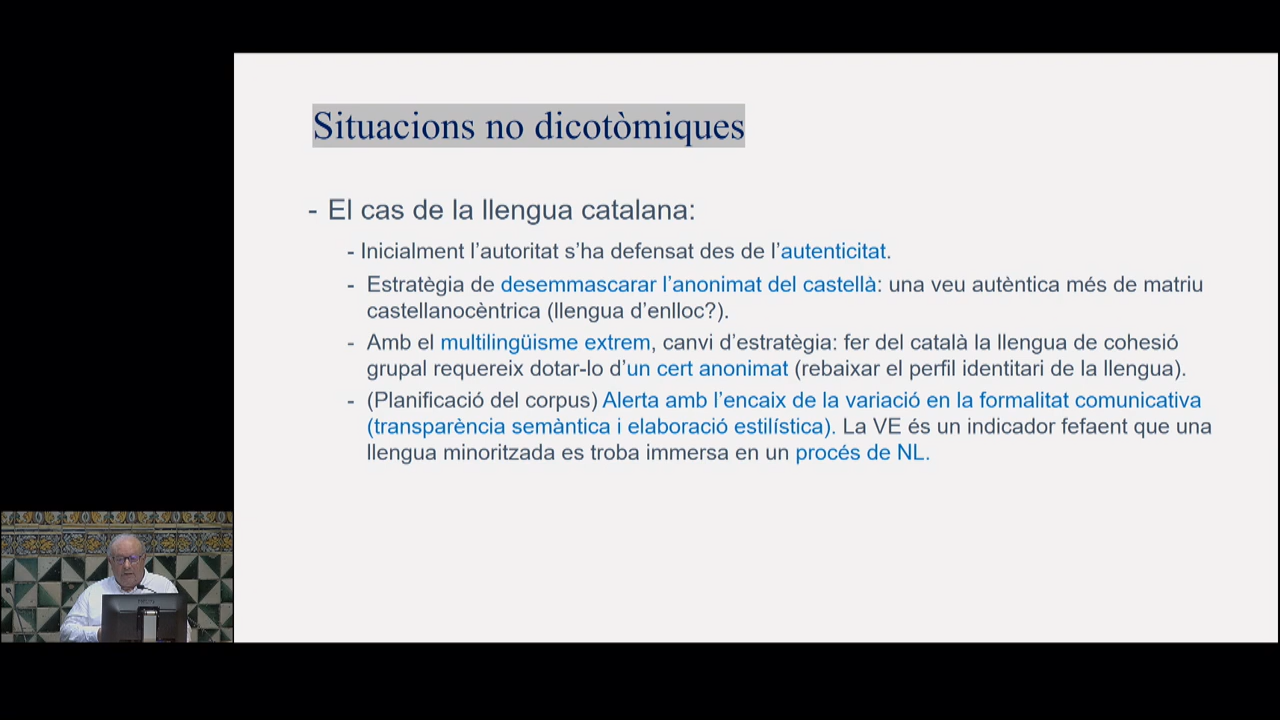 Situacions no dicotòmiques
- El cas de la llengua catalana:
- Inicialment l’autoritat s’ha defensat des de l’autenticitat.
- Estratègia de desemmascarar l’anonimat del castellà: una veu autèntica més de matriu
castellanocèntrica (llengua d’enlloc?).
- Amb el multilingüisme extrem, canvi d’estratègia: fer del català la llengua de cohesió
grupal requereix dotar-lo d’un cert anonimat (rebaixar el perfil identitari de la llengua).
- (Planificació del corpus) Alerta amb l’encaix de la variació en la formalitat comunicativa
(transparència semàntica i elaboració estilística). La VE és un indicador fefaent que una
llengua minoritzada es troba immersa en un procés de NL.